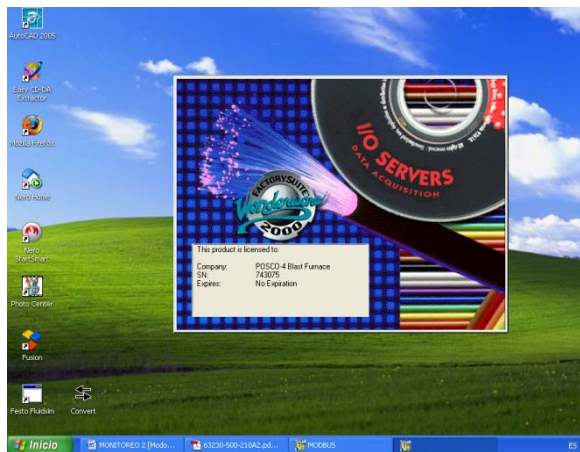 AutoCAD 2005
Easy CD-DA
Extractor
Mozilla Firefox
Nero Home
Nero
StartSmart
Photo Center
Fusion
Festo Fluidsim
Convert
I/O SERVERS
DATA ACQUISITION
FACTORYSUITE
Wonderware
2000
This product is licensed to:
Company: POSCO-4 Blast Furnace
SN: 743075
Expires: No Expiration
Inicio
MONITOREO 2 [Modo...
63230-500-210A2.pd...
MODBUS
ES